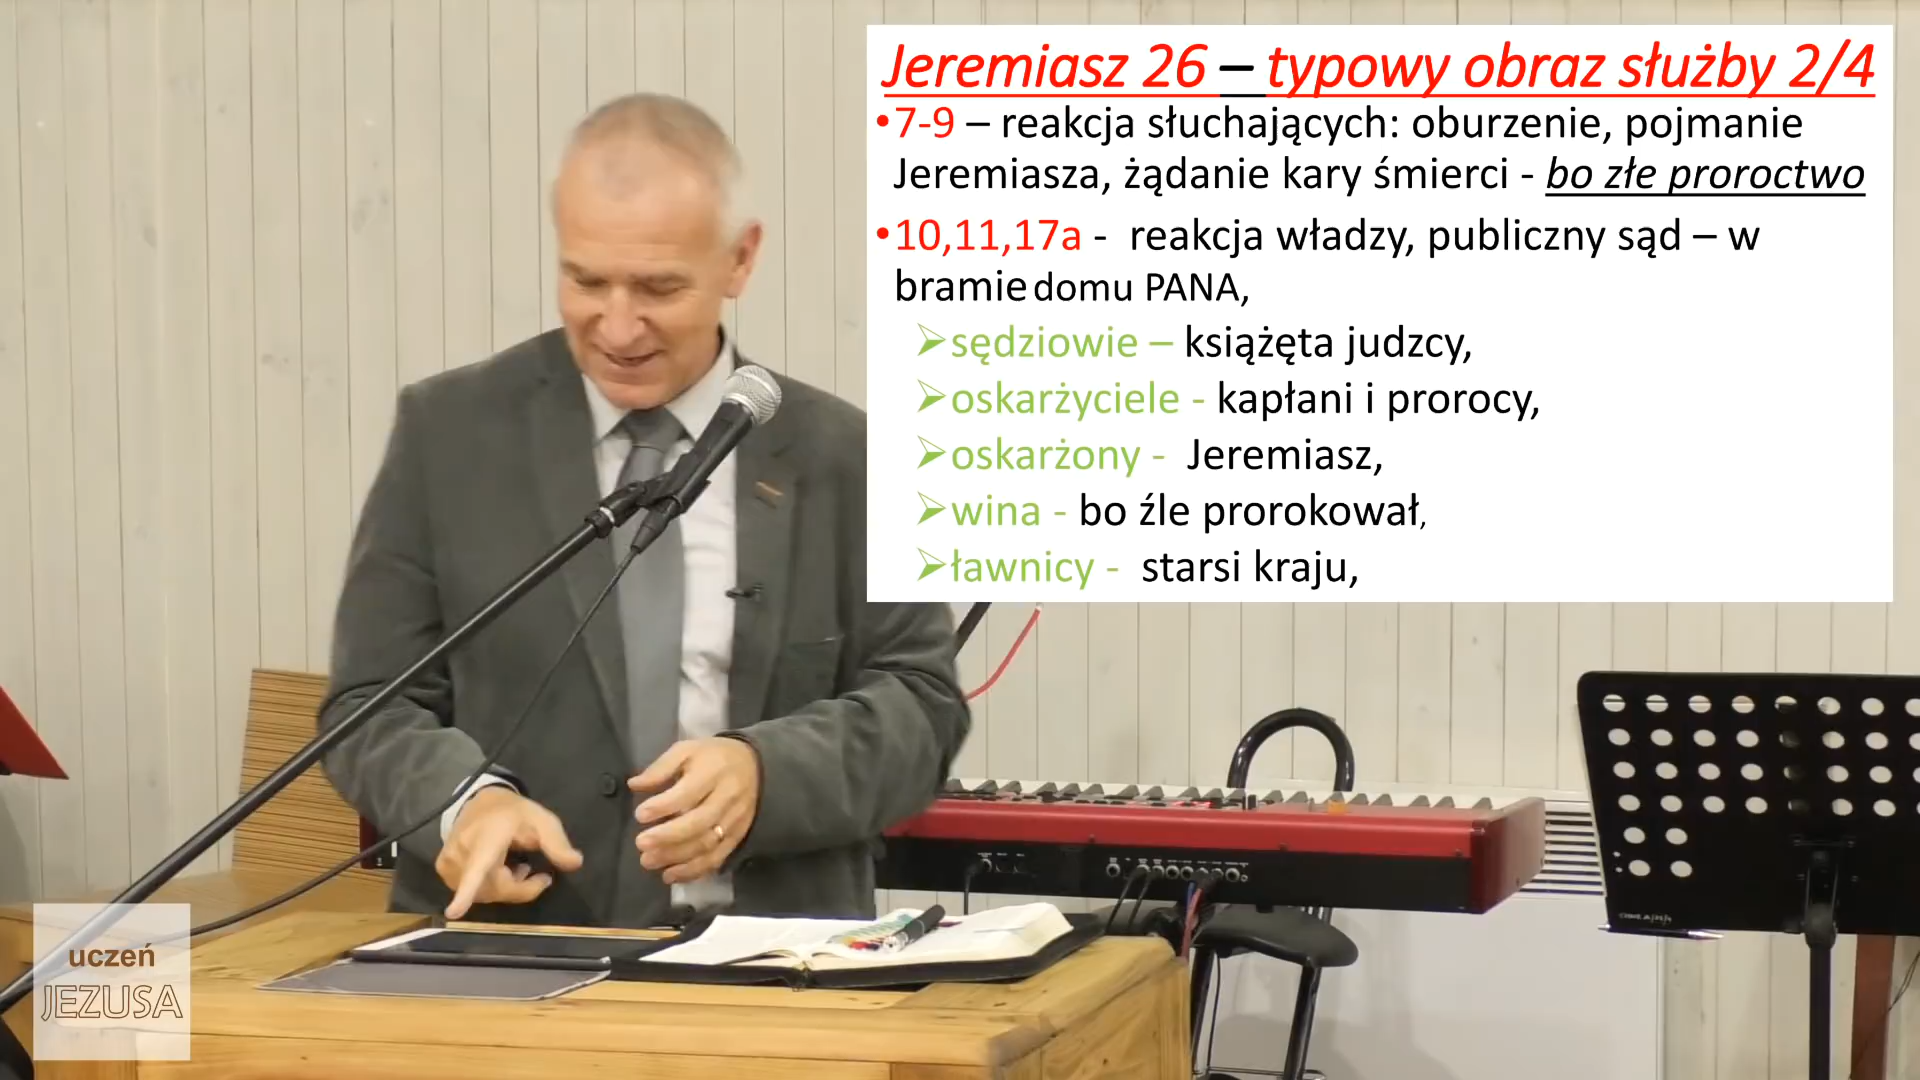 Jeremiasz 26 – typowy obraz służby 2/4
•7-9 – reakcja słuchających: oburzenie, pojmanie
Jeremiasza, żądanie kary śmierci - bo złe proroctwo
•10,11,17a - reakcja władzy, publiczny sąd – w
bramie domu PANA,
➢sędziowie – książęta judzcy,
➢oskarżyciele - kapłani i prorocy,
➢oskarżony - Jeremiasz,
➢wina - bo źle prorokował,
➢ławnicy - starsi kraju,
uczeń
JEZUSA